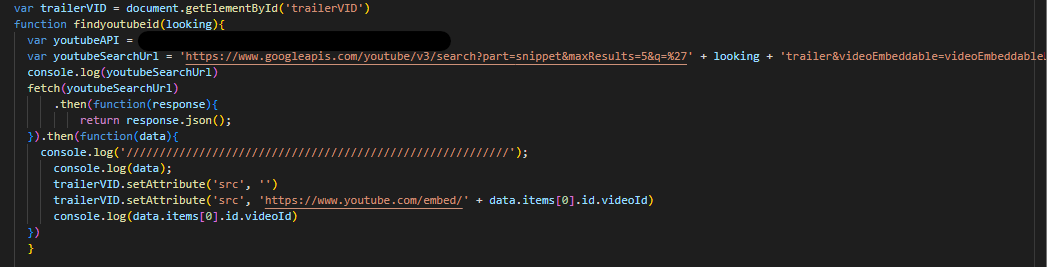 var trailerVID = document.getElementById('trailerVID')
function findyoutubeid(looking){
var youtubeAPI =
var youtubeSearchUrl = 'https://www.googleapis.com/youtube/v3/search?part=snippet&maxResults=5&q=%27' + looking + 'trailer&videoEmbeddable=videoEmbeddable
console.log(youtubeSearchUrl)
fetch(youtubeSearchUrl)
.then(function(response){
return response.json();
}).then(function(data){
console.log('//////////////////////////////////////////////////////////');
console.log(data);
trailerVID.setAttribute('src', '')
trailerVID.setAttribute('src', 'https://www.youtube.com/embed/' + data.items[0].id.videoId)
console.log(data.items[0].id.videoId)
})
}